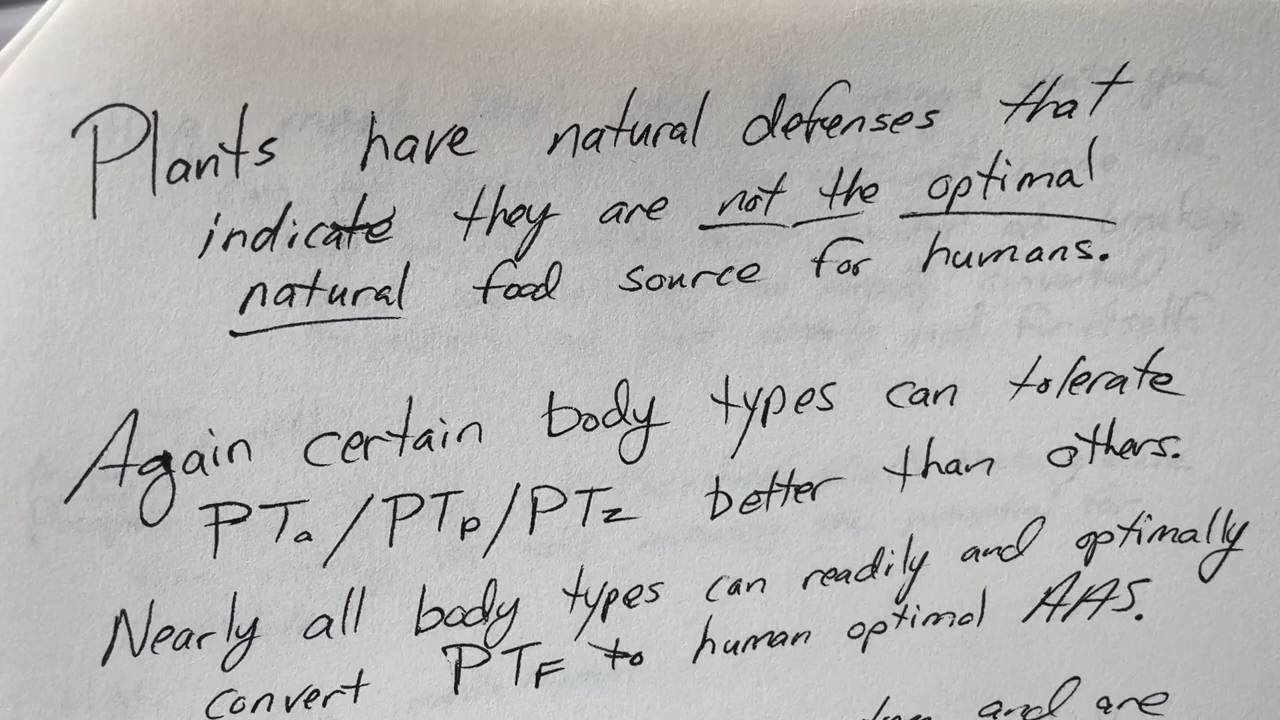 Plants have natural defenses that
indicate they are not the optimal
natural food source for humans.
Again certain body types can tolerate
PTa/PTp/PTz better than others.
Nearly all body types can readily and optimally
convert PTF to human optimal AAS.
and are